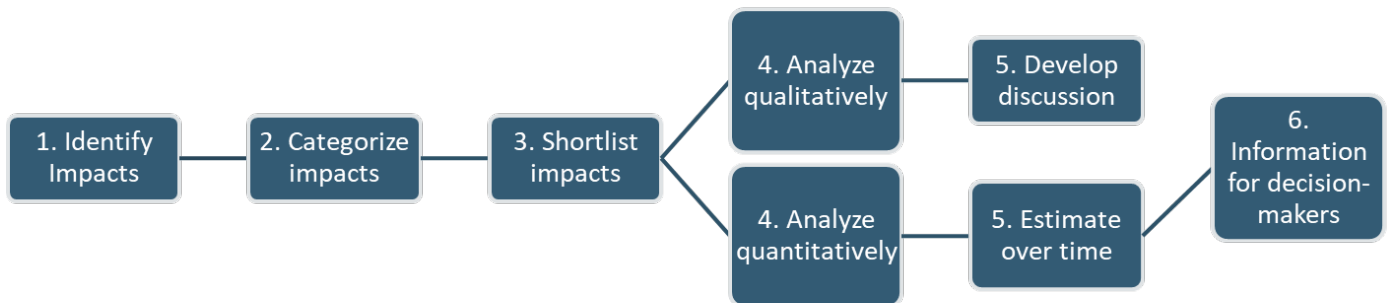 1. Identify
Impacts
2. Categorize
impacts
3. Shortlist
impacts
4. Analyze
qualitatively
5. Develop
discussion
4. Analyze
quantitatively
5. Estimate
over time
6.
Information
for decision-
makers